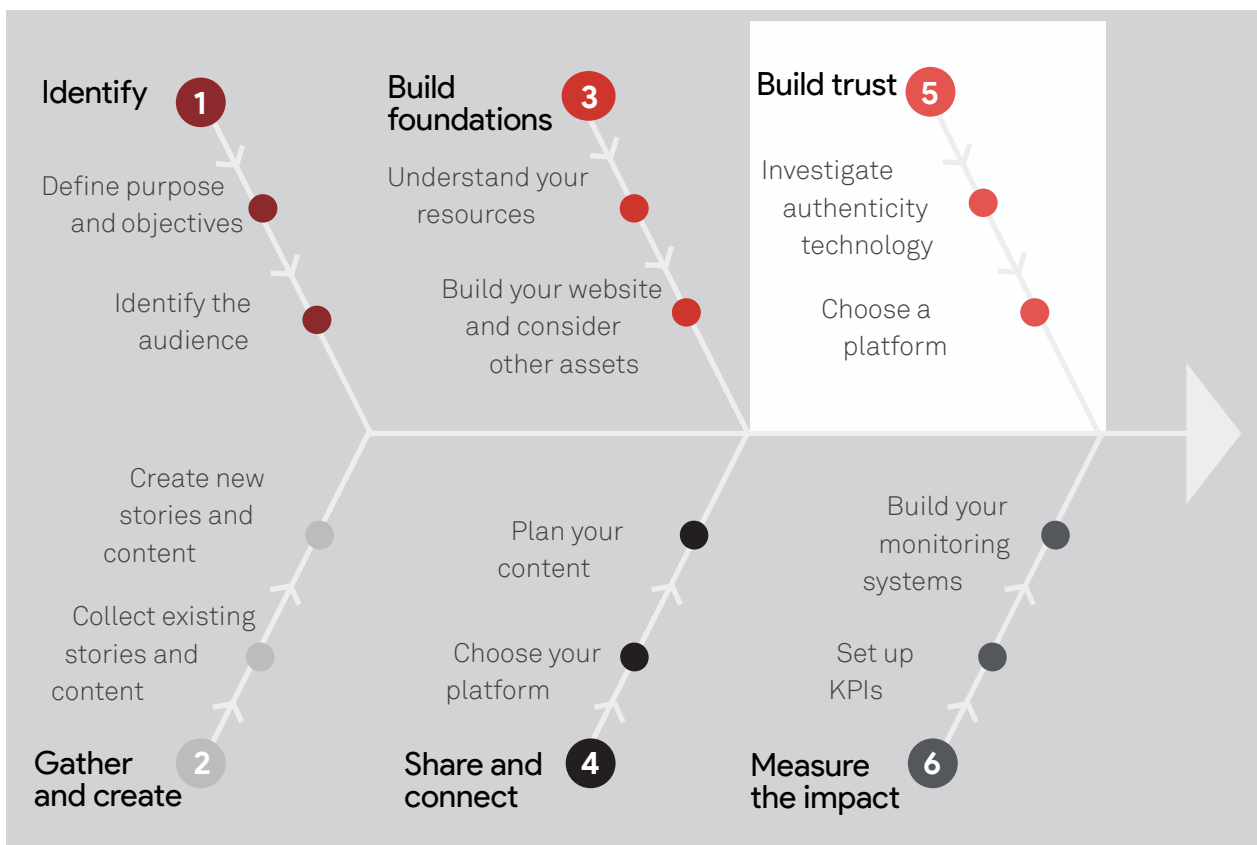 Identify
1
Define purpose
and objectives
Identify the
audience
Build
foundations
3
Understand your
resources
Build your website
and consider
other assets
Build trust
5
Investigate
authenticity
technology
Choose a
platform
Create new
stories and
content
Collect existing
stories and
content
Gather
and create
2
Plan your
content
Choose your
platform
Share and
connect
4
Build your
monitoring
systems
Set up
KPIs
Measure
the impact
6